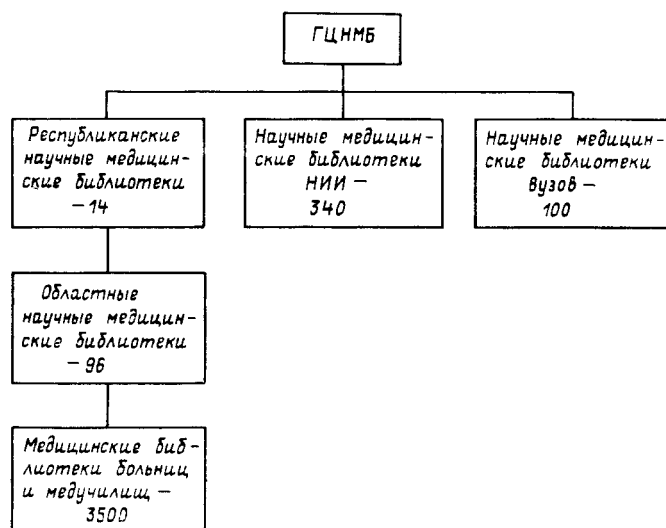 ГЦНМБ
Республиканские
научные медицин-
ские библиотеки
— 14
Научные медицин-
ские библиотеки
НИИ —
340
Научные медицин-
ские библиотеки
вузов —
100
Областные
научные медицин-
ские библиотеки
— 96
Медицинские биб-
лиотеки больниц
и медучилищ —
3500